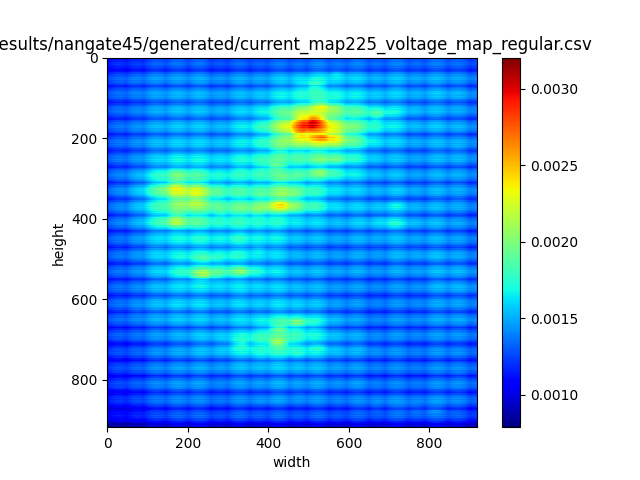 esults/nangate45/generated/current_map225_voltage_map_regular.csv
0
200
400
600
800
height
0 200 400 600 800
width
0.0030
0.0025
0.0020
0.0015
0.0010